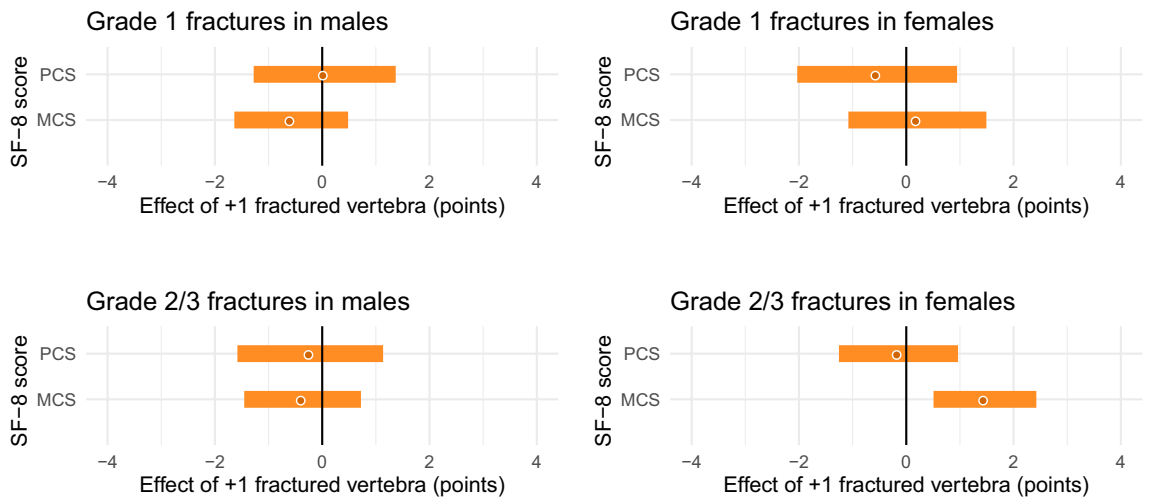 Grade 1 fractures in males
SF−8 score
PCS
MCS
−4 −2 0 2 4
Effect of +1 fractured vertebra (points)
Grade 1 fractures in females
SF−8 score
PCS
MCS
−4 −2 0 2 4
Effect of +1 fractured vertebra (points)
Grade 2/3 fractures in males
SF−8 score
PCS
MCS
−4 −2 0 2 4
Effect of +1 fractured vertebra (points)
Grade 2/3 fractures in females
SF−8 score
PCS
MCS
−4 −2 0 2 4
Effect of +1 fractured vertebra (points)